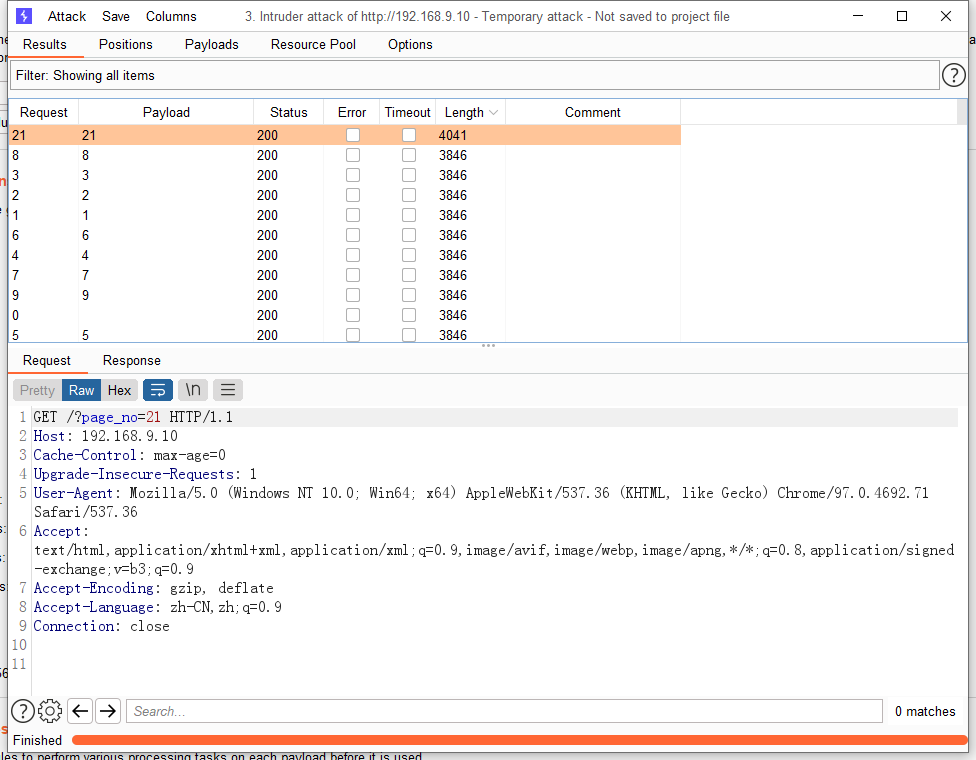 Attack Save Columns 3. Intruder attack of http://192.168.9.10 - Temporary attack - Not saved to project file
Results Positions Payloads Resource Pool Options
Filter: Showing all items ?
Request Payload Status Error Timeout Length Comment
21 21 200 4041
8 8 200 3846
3 3 200 3846
2 2 200 3846
1 1 200 3846
6 6 200 3846
4 4 200 3846
7 7 200 3846
9 9 200 3846
0 200 3846
5 5 200 3846
Request Response
Pretty Raw Hex \n
1 GET /?page_no=21 HTTP/1.1
2 Host: 192.168.9.10
3 Cache-Control: max-age=0
4 Upgrade-Insecure-Requests: 1
5 User-Agent: Mozilla/5.0 (Windows NT 10.0; Win64; x64) AppleWebKit/537.36 (KHTML, like Gecko) Chrome/97.0.4692.71
Safari/537.36
6 Accept:
text/html,application/xhtml+xml,application/xml;q=0.9,image/avif,image/webp,image/apng,*/*;q=0.8,application/signed
-exchange;v=b3;q=0.9
7 Accept-Encoding: gzip, deflate
8 Accept-Language: zh-CN,zh;q=0.9
9 Connection: close
10
11
? Search... 0 matches
Finished
les to perform various processing tasks on each payload before it is used.